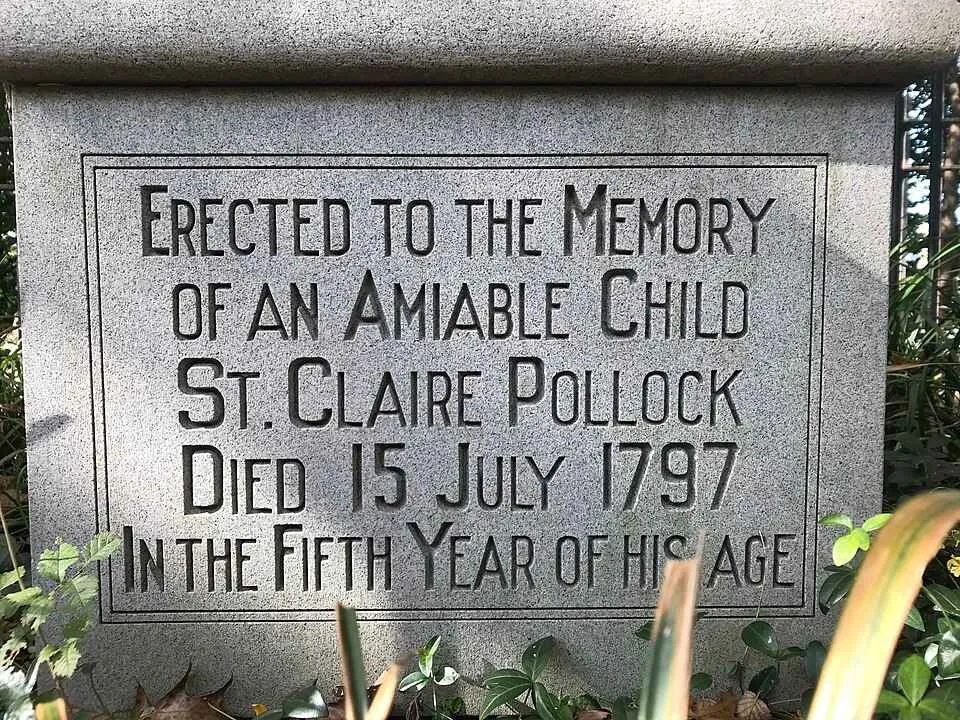 Erected to the Memory
of an Amiable Child
St. Claire Pollock
Died 15 July 1797
In the Fifth Year of his Age